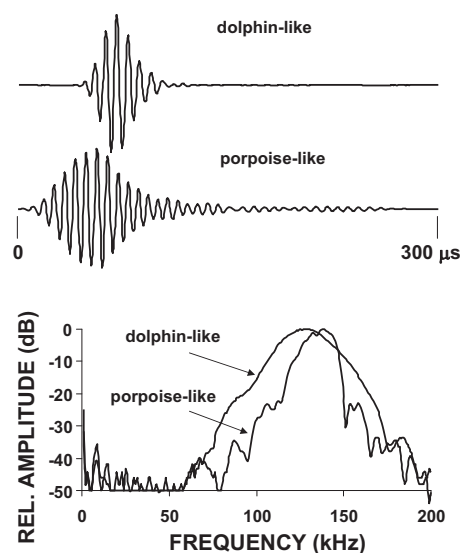 dolphin-like
porpoise-like
0 300 µs
REL. AMPLITUDE (dB)
0
-10
-20
-30
-40
-50
dolphin-like
porpoise-like
0 50 100 150 200
FREQUENCY (kHz)